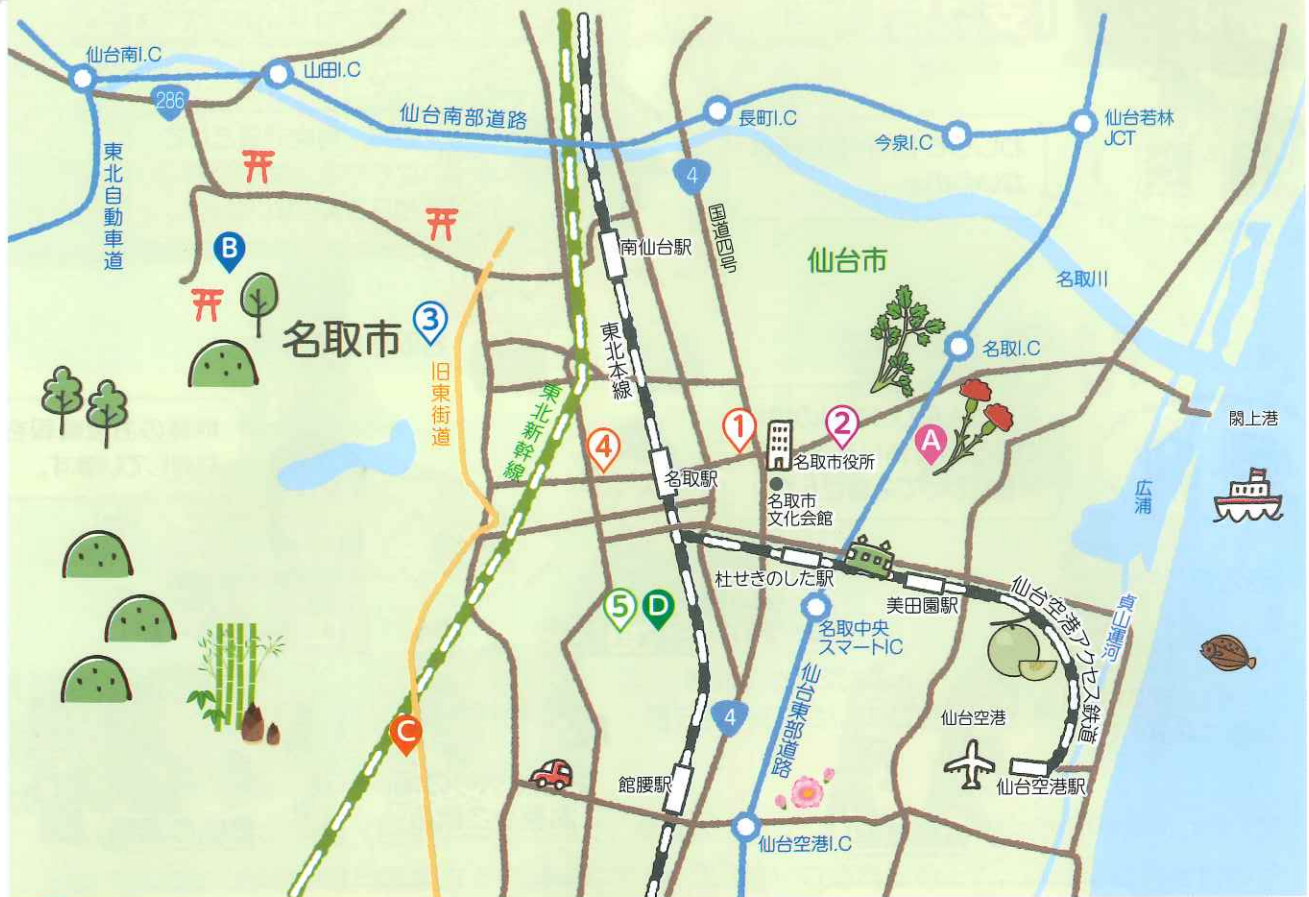 仙台南I.C
山田I.C
286
仙台南部道路
長町I.C
今泉I.C
仙台若林
JCT
東北自動車道
4
国道四号
南仙台駅
仙台市
名取川
B
名取市
3
旧東街道
東北本線
東北新幹線
名取I.C
閖上港
広浦
1
2
A
4
名取駅
名取市役所
名取市
文化会館
杜せきのした駅
美田園駅
仙台空港アクセス鉄道
貞山運河
5
D
名取中央
スマートIC
仙台東部道路
C
4
館腰駅
仙台空港
仙台空港駅
仙台空港I.C